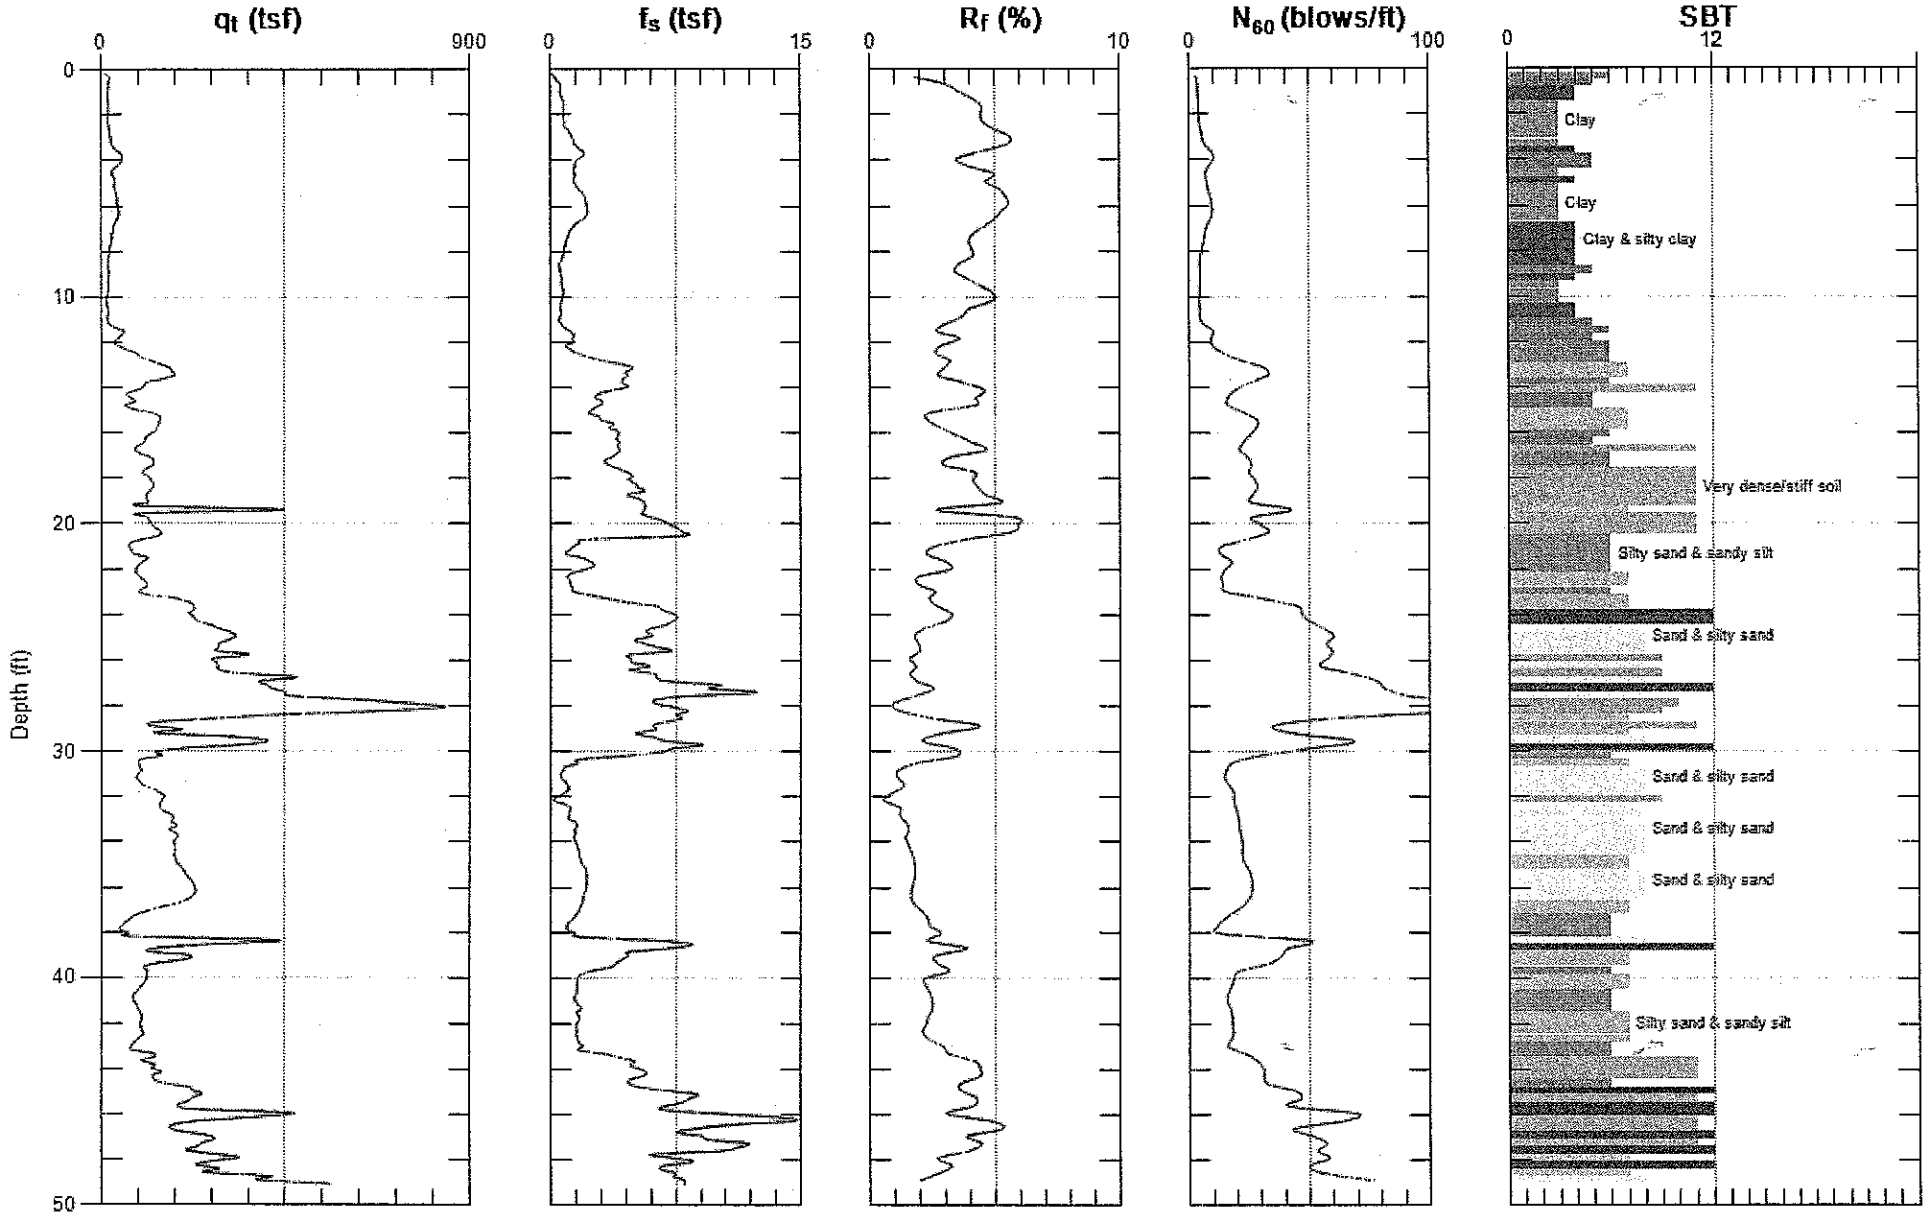 qt (tsf)
fs (tsf)
Rf (%)
N60 (blows/ft)
SBT
0 900
0 15
0 10
0 100
0 12
0
10
20
30
40
50
Depth (ft)
Clay
Clay
Clay & silty clay
Very dense/stiff soil
Silty sand & sandy silt
Sand & silty sand
Sand & silty sand
Sand & silty sand
Sand & silty sand
Silty sand & sandy silt